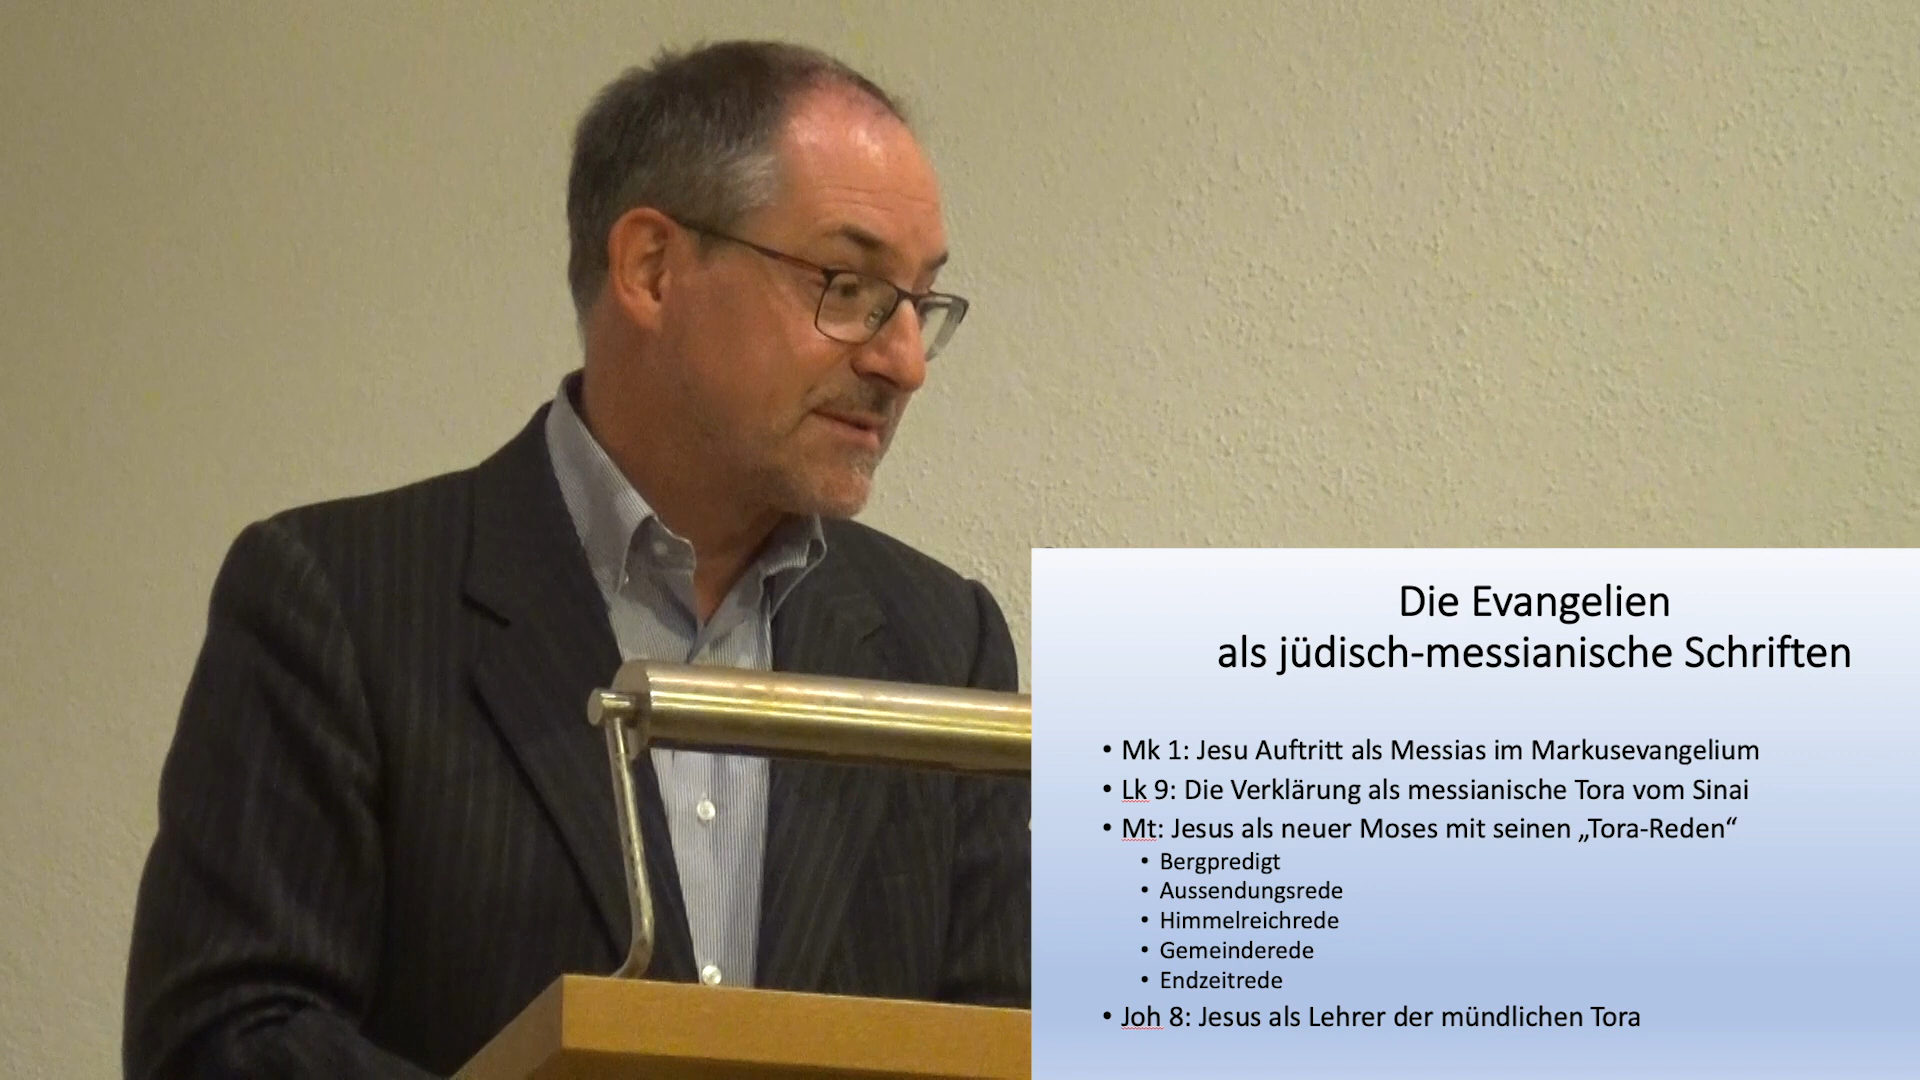 Die Evangelien
als jüdisch-messianische Schriften
• Mk 1: Jesu Auftritt als Messias im Markusevangelium
• Lk 9: Die Verklärung als messianische Tora vom Sinai
• Mt: Jesus als neuer Moses mit seinen „Tora-Reden“
• Bergpredigt
• Aussendungsrede
• Himmelreichrede
• Gemeinderede
• Endzeitrede
• Joh 8: Jesus als Lehrer der mündlichen Tora